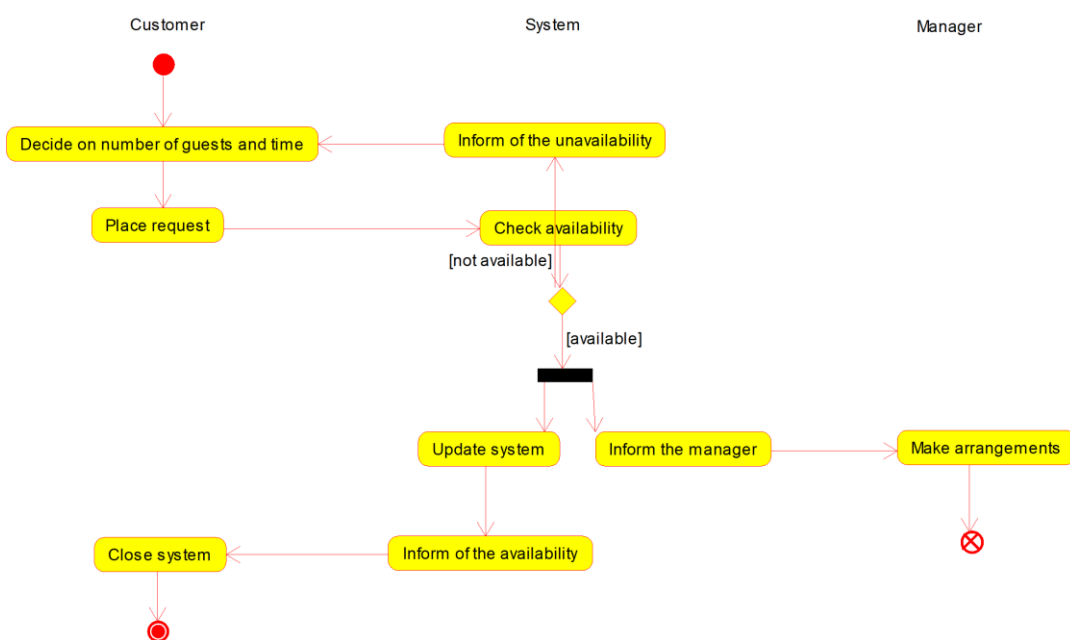 Customer
System
Manager
Decide on number of guests and time
Inform of the unavailability
Place request
Check availability
[not available]
[available]
Update system
Inform the manager
Make arrangements
Close system
Inform of the availability